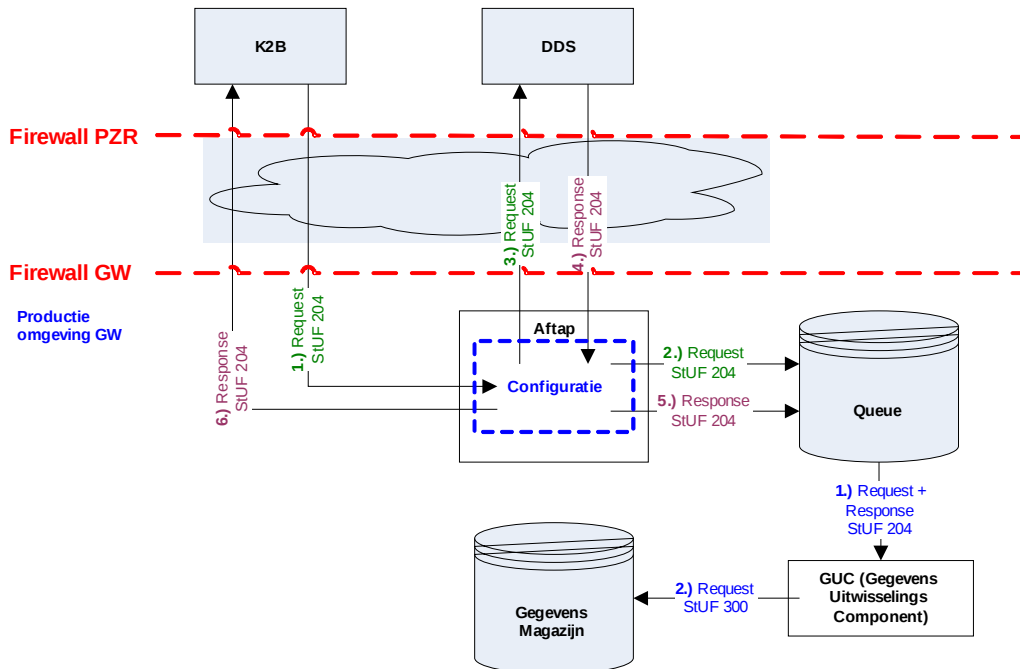 K2B
DDS
Firewall PZR
3.) Request
StUF 204
4.) Response
StUF 204
Firewall GW
Productie
omgeving GW
6.) Response
StUF 204
1.) Request
StUF 204
Aftap
Configuratie
2.) Request
StUF 204
5.) Response
StUF 204
Queue
1.) Request +
Response
StUF 204
GUC (Gegevens
Uitwisselings
Component)
2.) Request
StUF 300
Gegevens
Magazijn